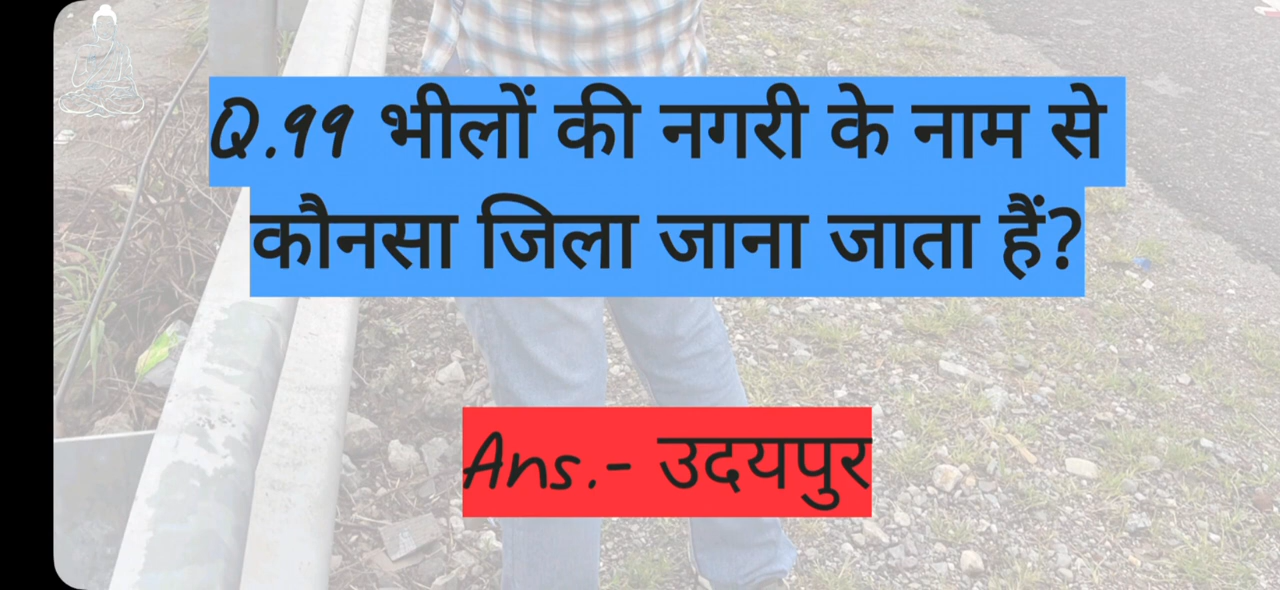 Q.99 भीलों की नगरी के नाम से
कौनसा जिला जाना जाता हैं?
Ans.- उदयपुर